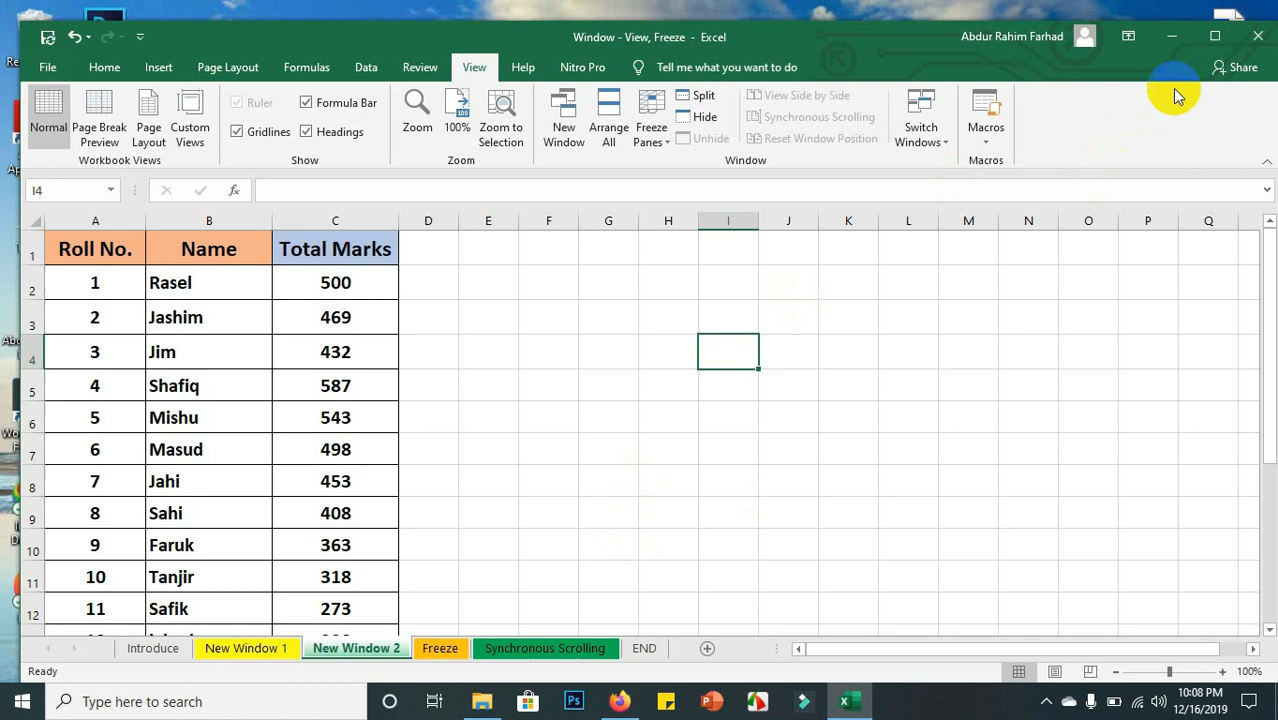 Window - View, Freeze - Excel
Abdur Rahim Farhad
File Home Insert Page Layout Formulas Data Review View Help Nitro Pro Tell me what you want to do Share
Normal
Page Break Preview
Page Layout
Custom Views
Workbook Views
Ruler
Formula Bar
Gridlines
Headings
Show
Zoom
100%
Zoom to Selection
Zoom
New Window
Arrange All
Freeze Panes
Split
Hide
Unhide
View Side by Side
Synchronous Scrolling
Reset Window Position
Window
Switch Windows
Macros
Macros
I4
fx
A B C D E F G H I J K L M N O P Q
1 Roll No. Name Total Marks
2 1 Rasel 500
3 2 Jashim 469
4 3 Jim 432
5 4 Shafiq 587
6 5 Mishu 543
7 6 Masud 498
8 7 Jahi 453
9 8 Sahi 408
10 9 Faruk 363
11 10 Tanjir 318
12 11 Safik 273
Introduce New Window 1 New Window 2 Freeze Synchronous Scrolling END
Ready
100%
Type here to search
10:08 PM
12/16/2019